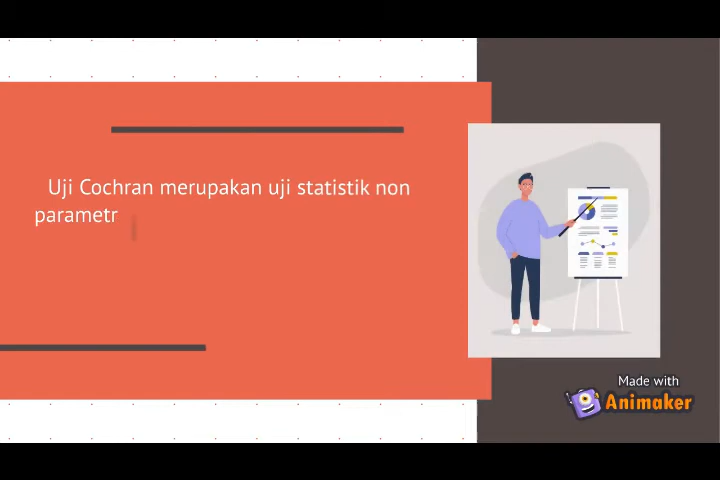 Uji Cochran merupakan uji statistik non
parametr
Made with
Animaker